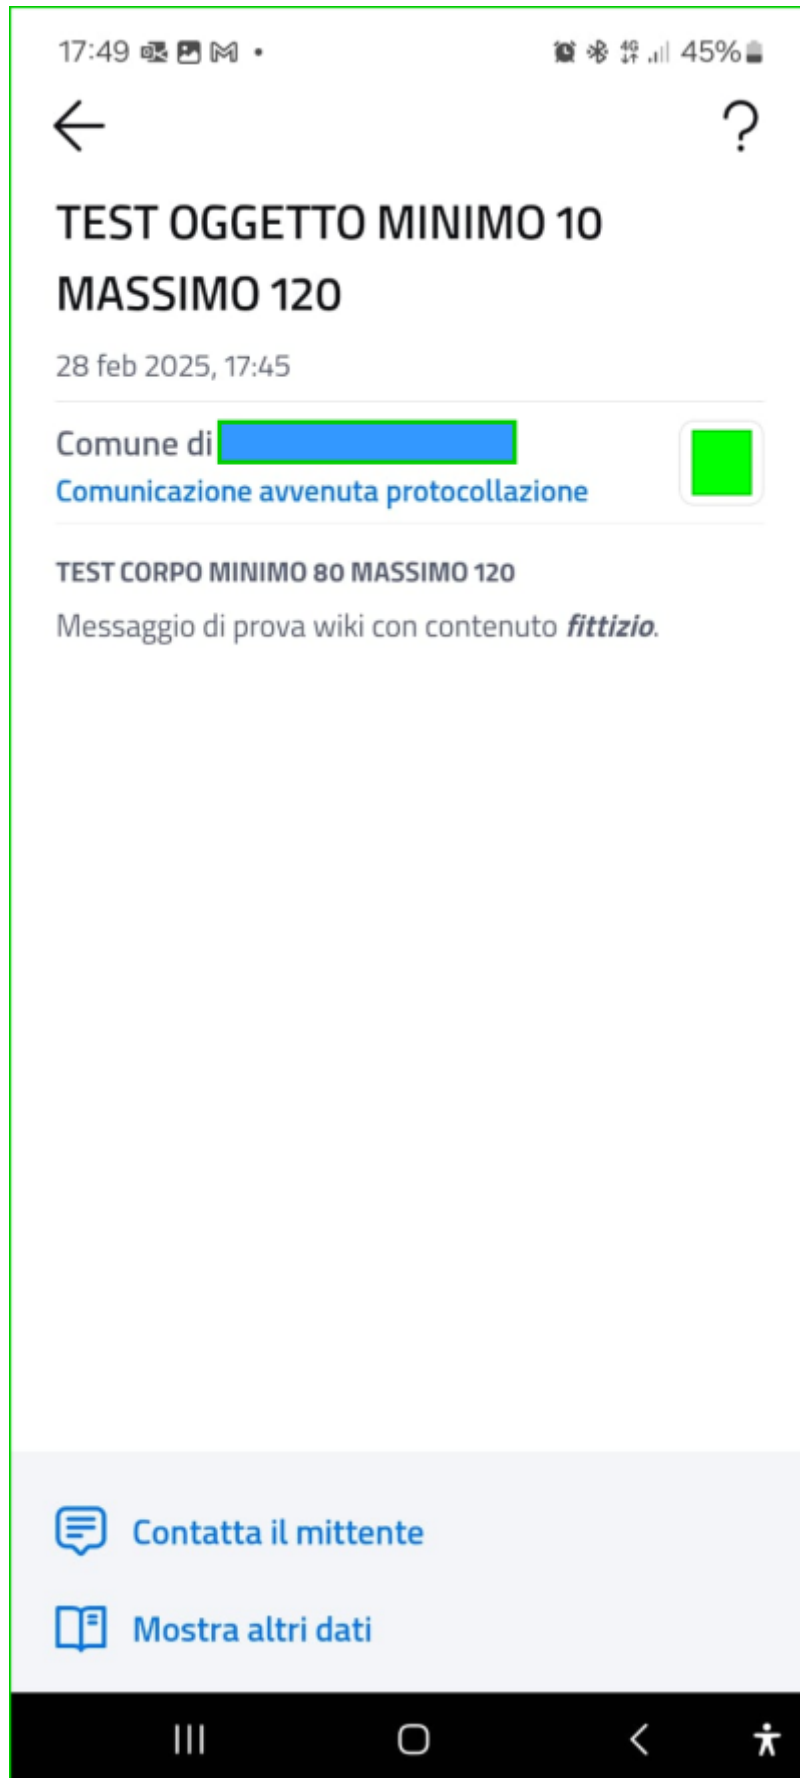 17:49
4G 45%
?
TEST OGGETTO MINIMO 10
MASSIMO 120
28 feb 2025, 17:45
Comune di
Comunicazione avvenuta protocollazione
TEST CORPO MINIMO 80 MASSIMO 120
Messaggio di prova wiki con contenuto fittizio.
Contatta il mittente
Mostra altri dati